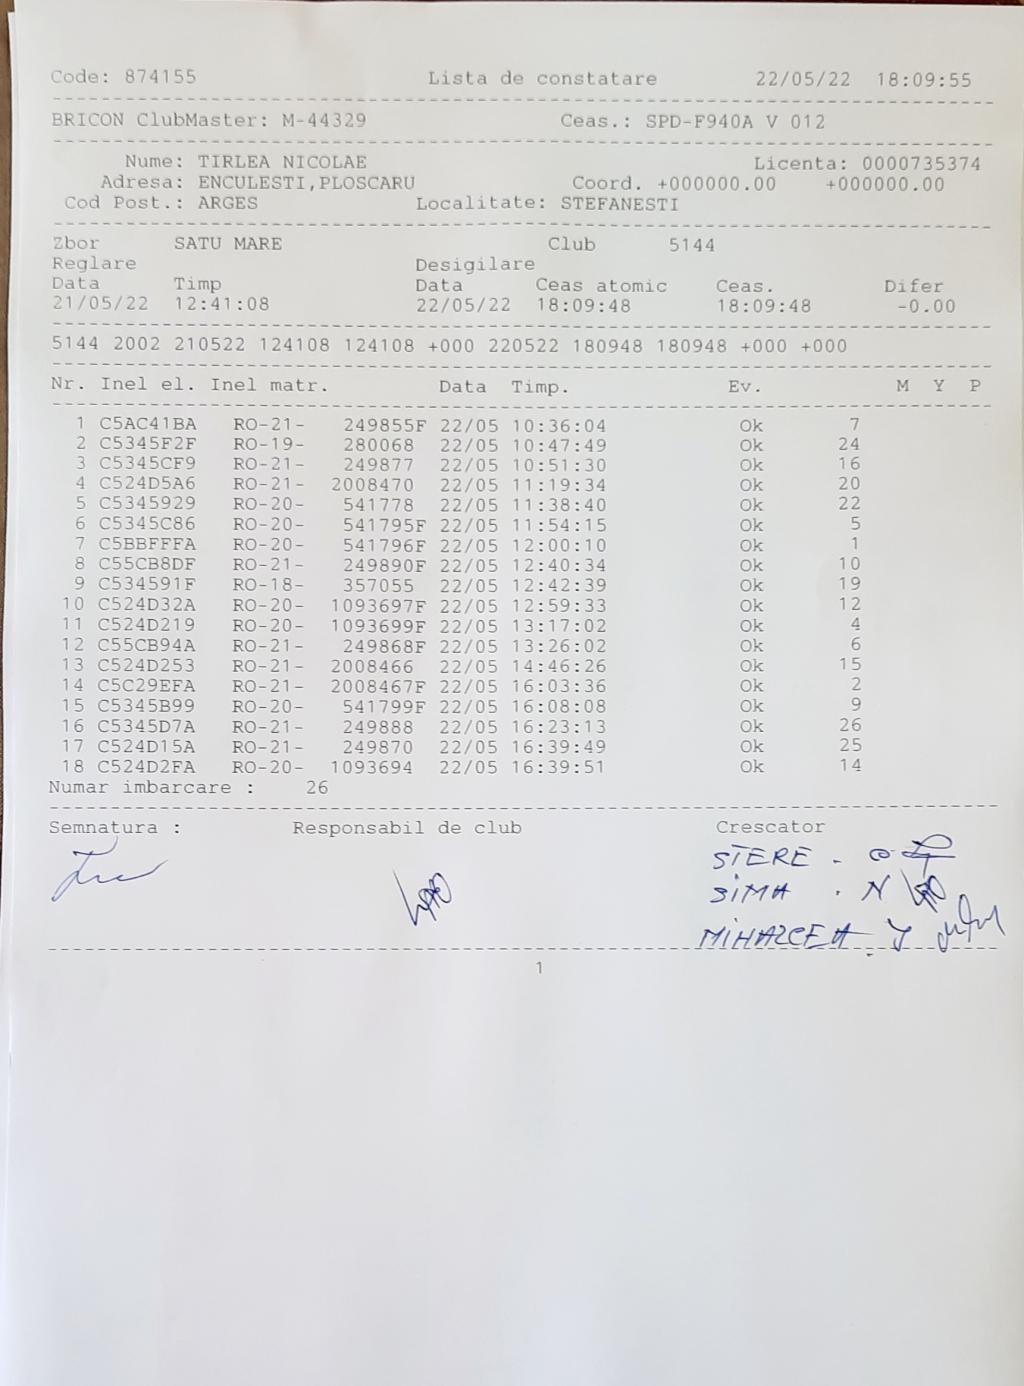 Code: 874155 Lista de constatare 22/05/22 18:09:55
BRICON ClubMaster: M-44329 Ceas.: SPD-F940A V 012
Nume: TIRLEA NICOLAE Licenta: 0000735374
Adresa: ENCULESTI,PLOSCARU Coord. +000000.00 +000000.00
Cod Post.: ARGES Localitate: STEFANESTI
Zbor SATU MARE Club 5144
Reglare Desigilare
Data Timp Data Ceas atomic Ceas. Difer
21/05/22 12:41:08 22/05/22 18:09:48 18:09:48 -0.00
5144 2002 210522 124108 124108 +000 220522 180948 180948 +000 +000
Nr. Inel el. Inel matr. Data Timp. Ev. M Y P
1 C5AC41BA RO-21- 249855F 22/05 10:36:04 Ok 7
2 C5345F2F RO-19- 280068 22/05 10:47:49 Ok 24
3 C5345CF9 RO-21- 249877 22/05 10:51:30 Ok 16
4 C524D5A6 RO-21- 2008470 22/05 11:19:34 Ok 20
5 C5345929 RO-20- 541778 22/05 11:38:40 Ok 22
6 C5345C86 RO-20- 541795F 22/05 11:54:15 Ok 5
7 C5BBFFFA RO-20- 541796F 22/05 12:00:10 Ok 1
8 C55CB8DF RO-21- 249890F 22/05 12:40:34 Ok 10
9 C534591F RO-18- 357055 22/05 12:42:39 Ok 19
10 C524D32A RO-20- 1093697F 22/05 12:59:33 Ok 12
11 C524D219 RO-20- 1093699F 22/05 13:17:02 Ok 4
12 C55CB94A RO-21- 249868F 22/05 13:26:02 Ok 6
13 C524D253 RO-21- 2008466 22/05 14:46:26 Ok 15
14 C5C29EFA RO-21- 2008467F 22/05 16:03:36 Ok 2
15 C5345B99 RO-20- 541799F 22/05 16:08:08 Ok 9
16 C5345D7A RO-21- 249888 22/05 16:23:13 Ok 26
17 C524D15A RO-21- 249870 22/05 16:39:49 Ok 25
18 C524D2FA RO-20- 1093694 22/05 16:39:51 Ok 14
Numar imbarcare : 26
Semnatura : Responsabil de club Crescator
STERE .
SIMA . N
MIHALCEA
1